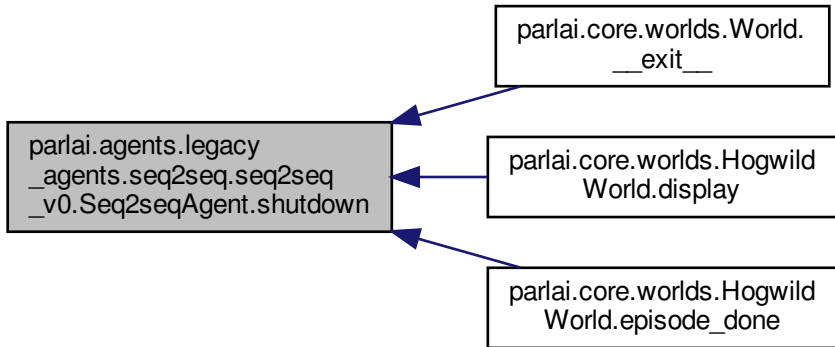 parlai.core.worlds.World.
__exit__
parlai.agents.legacy
_agents.seq2seq.seq2seq
_v0.Seq2seqAgent.shutdown
parlai.core.worlds.Hogwild
World.display
parlai.core.worlds.Hogwild
World.episode_done